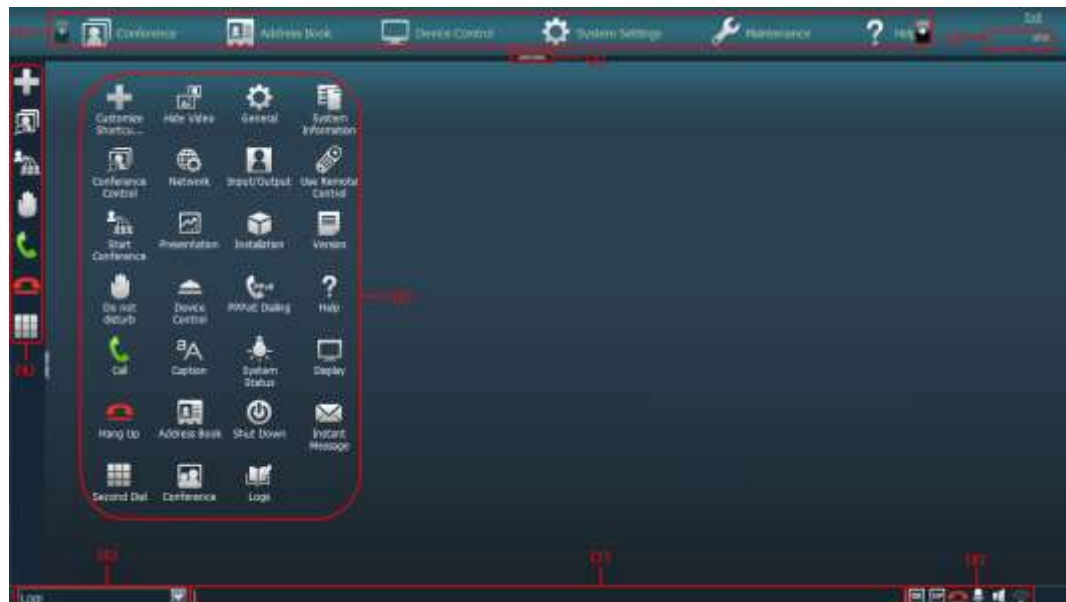 Conference
Address Book
Device Control
System Settings
Maintenance
Exit
Customize
Shortcu...
Hide Video
General
System
Information
Conference
Control
Network
Input/Output
Use Remote
Control
Start
Conference
Presentation
Installation
Version
Do not
disturb
Device
Control
PPPoE Dialing
Help
Call
Caption
System
Status
Display
Hang Up
Address Book
Shut Down
Instant
Message
Second Dial
Conference
Logs
Logs